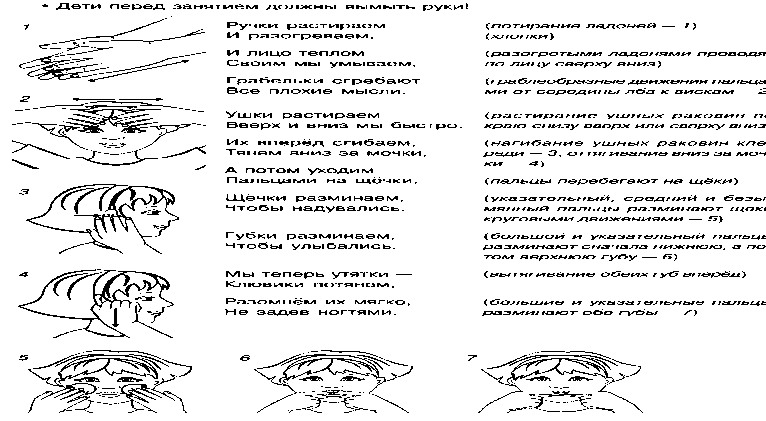 • Дети перед занятием должны вымыть руки!
1
Ручки растираем
И разогреваем,
(потирание ладоней — 1)
(хлопки)
И лицо теплом
Своим мы умываем,
(разогретыми ладонями проводя
по лицу сверху вниз)
Грабельки сгребают
Все плохие мысли.
(граблеобразные движения пальца
ми от середины лба к вискам 2
2
Ушки растираем
Вверх и вниз мы быстро.
(растирание ушных раковин по
краю снизу вверх или сверху вниз
Их вперёд сгибаем,
Тянем вниз за мочки,
(нагибание ушных раковин кпе
реди — 3, оттягивание вниз за моч
ки 4)
А потом уходим
Пальцами на щёчки.
(пальцы перебегают на щёки)
3
Щёчки разминаем,
Чтобы надувались.
(указательный, средний и безы
мянный пальцы разминают щёки
круговыми движениями — 5)
Губки разминаем,
Чтобы улыбались.
(большой и указательный пальцы
разминают сначала нижнюю, а по
том верхнюю губу — 6)
4
Мы теперь утятки —
Клювики потянем,
(вытягивание обеих губ вперёд)
Разомнём их мягко,
Не задев ногтями.
(большие и указательные пальцы
разминают обе губы 7)
5
6
7